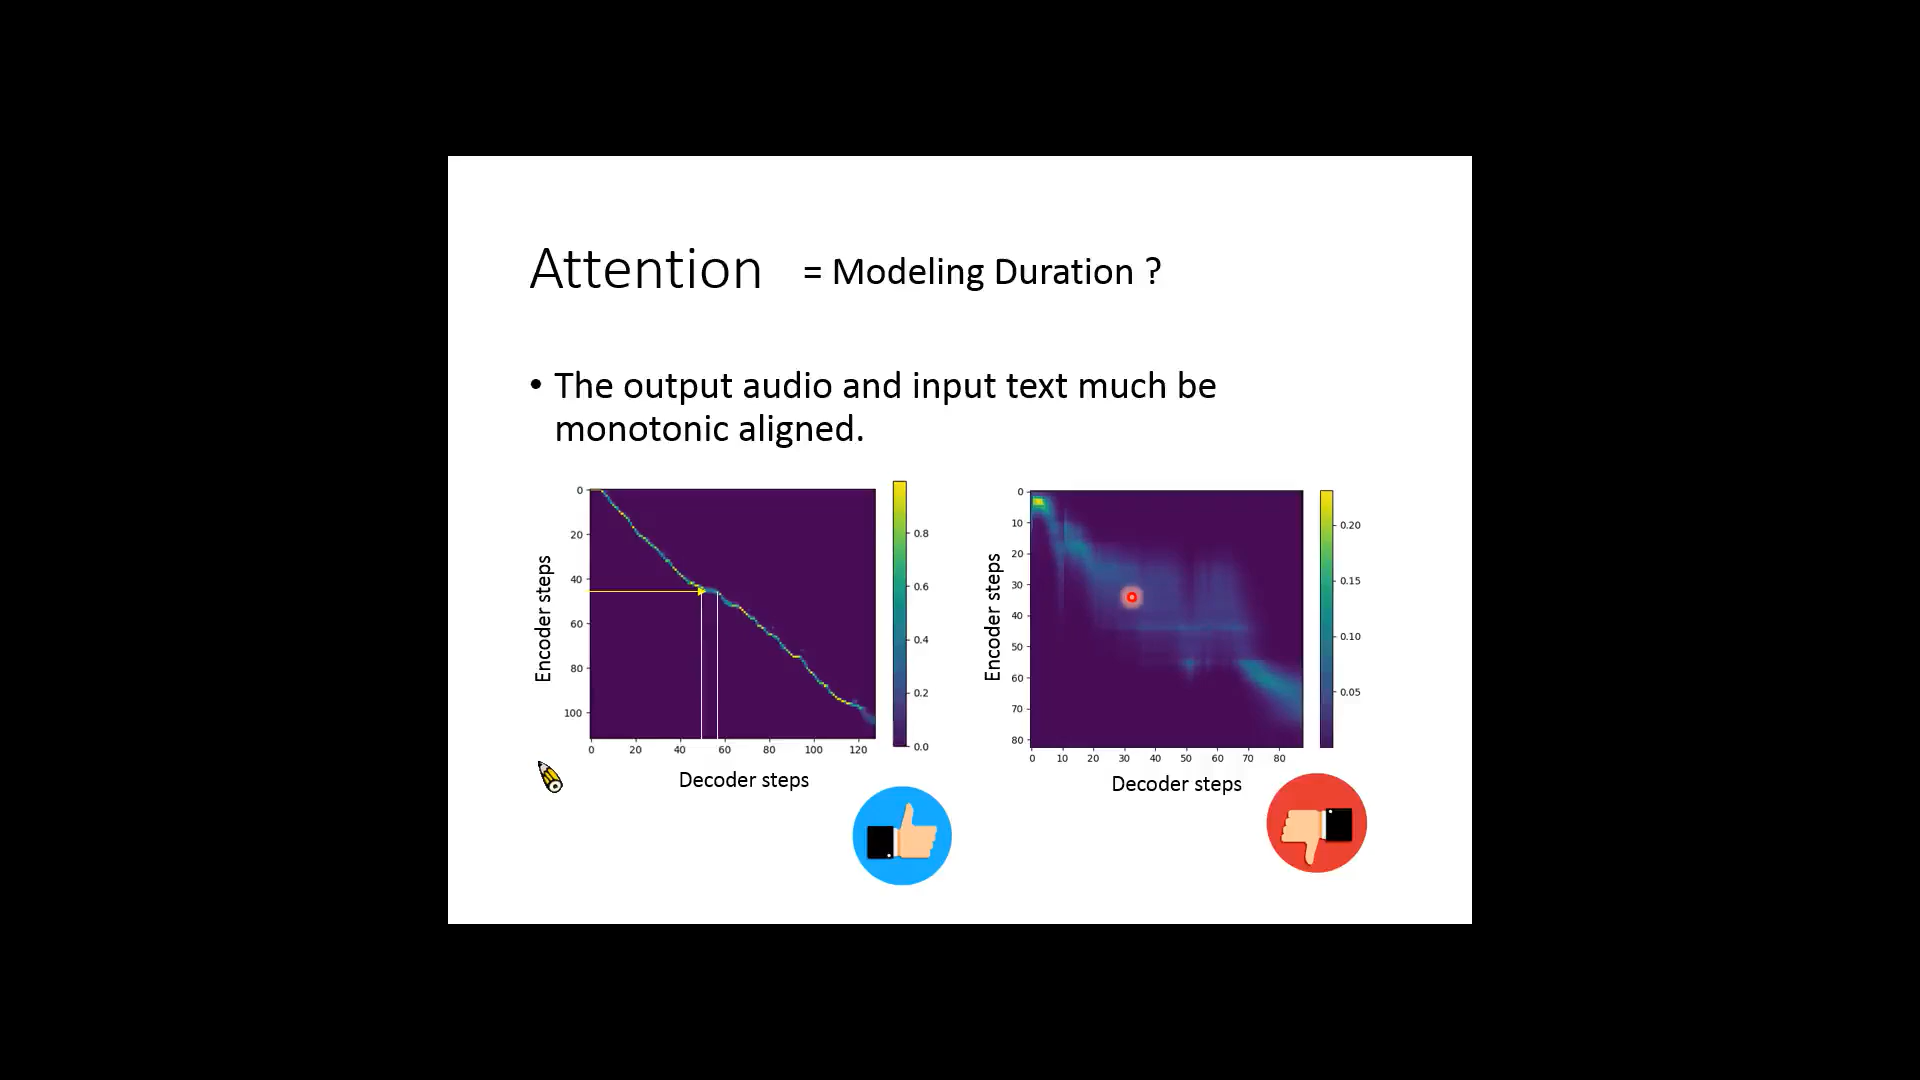 Attention = Modeling Duration ?
• The output audio and input text much be
monotonic aligned.
Encoder steps
0
20
40
60
80
100
0 20 40 60 80 100 120
Decoder steps
0.8
0.6
0.4
0.2
0.0
Encoder steps
0
10
20
30
40
50
60
70
80
0 10 20 30 40 50 60 70 80
Decoder steps
0.20
0.15
0.10
0.05